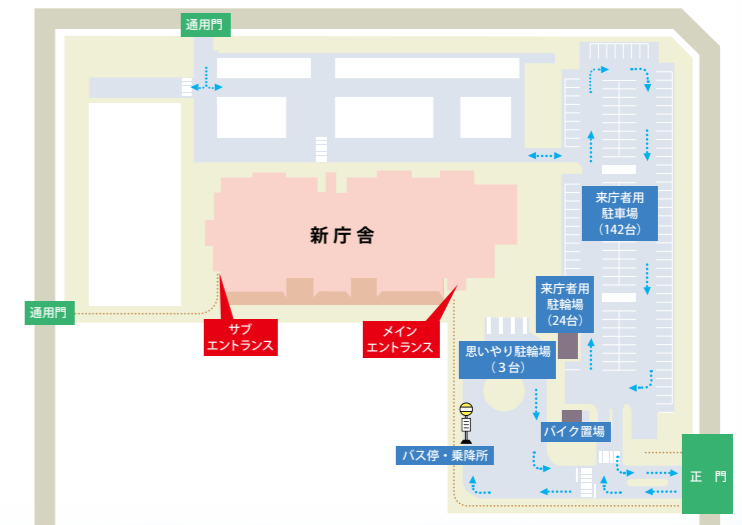 通用門
来庁者用
駐車場
（142台）
新庁舎
来庁者用
駐輪場
（24台）
通用門
サブ
エントランス
メイン
エントランス
思いやり駐輪場
（３台）
バイク置場
バス停・乗降所
正　門